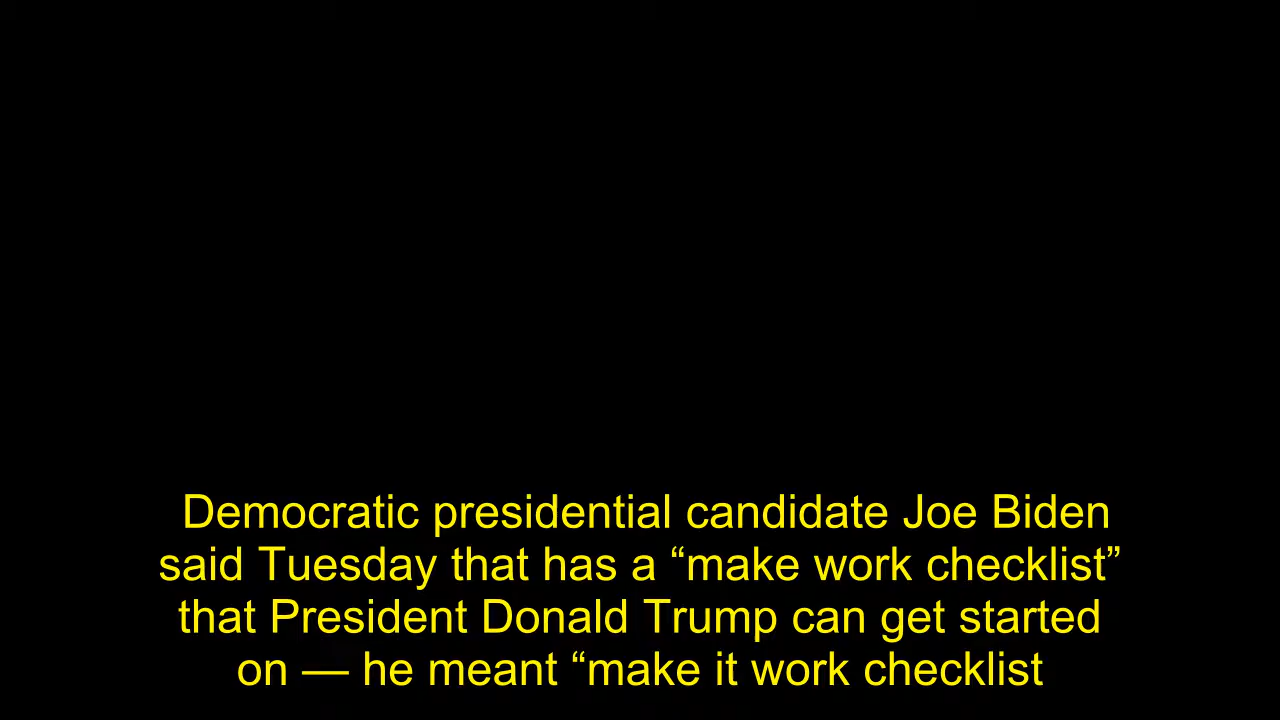 Democratic presidential candidate Joe Biden
said Tuesday that has a “make work checklist”
that President Donald Trump can get started
on — he meant “make it work checklist